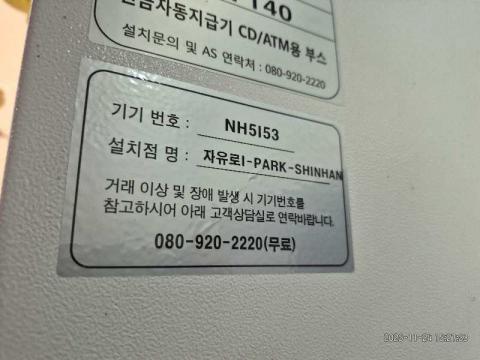 140
현금자동지급기 CD/ATM용 부스
설치문의 및 AS 연락처 : 080-920-2220
기기 번호 : NH5I53
설치점 명 : 자유로I-PARK-SHINHAN
거래 이상 및 장애 발생 시 기기번호를
참고하시어 아래 고객상담실로 연락바랍니다.
080-920-2220(무료)